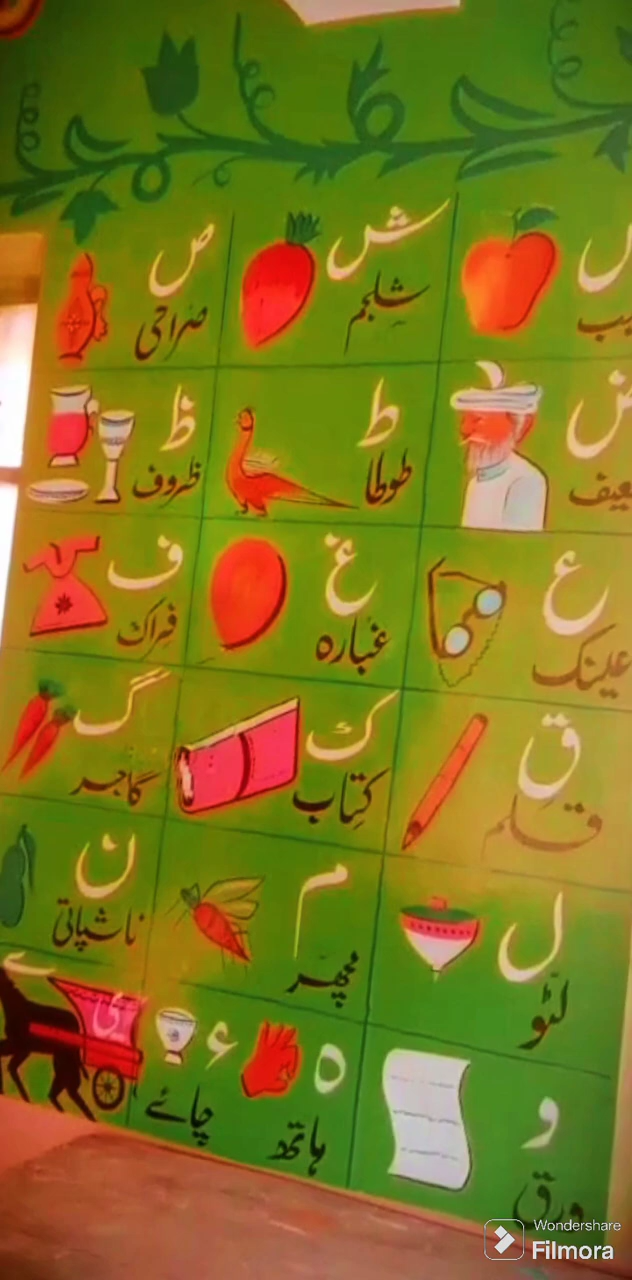 ش
شلجم
ص
صراحی
ط
طوطا
ظ
ظروف
ع
عینک
غ
غبارہ
ف
فراک
ق
قلم
ک
کتاب
گ
گاجر
ل
لٹو
م
مچھر
ن
ناشپاتی
و
ورق
ہ
ہاتھ
ء
چائے
ی
ے
Wondershare
Filmora